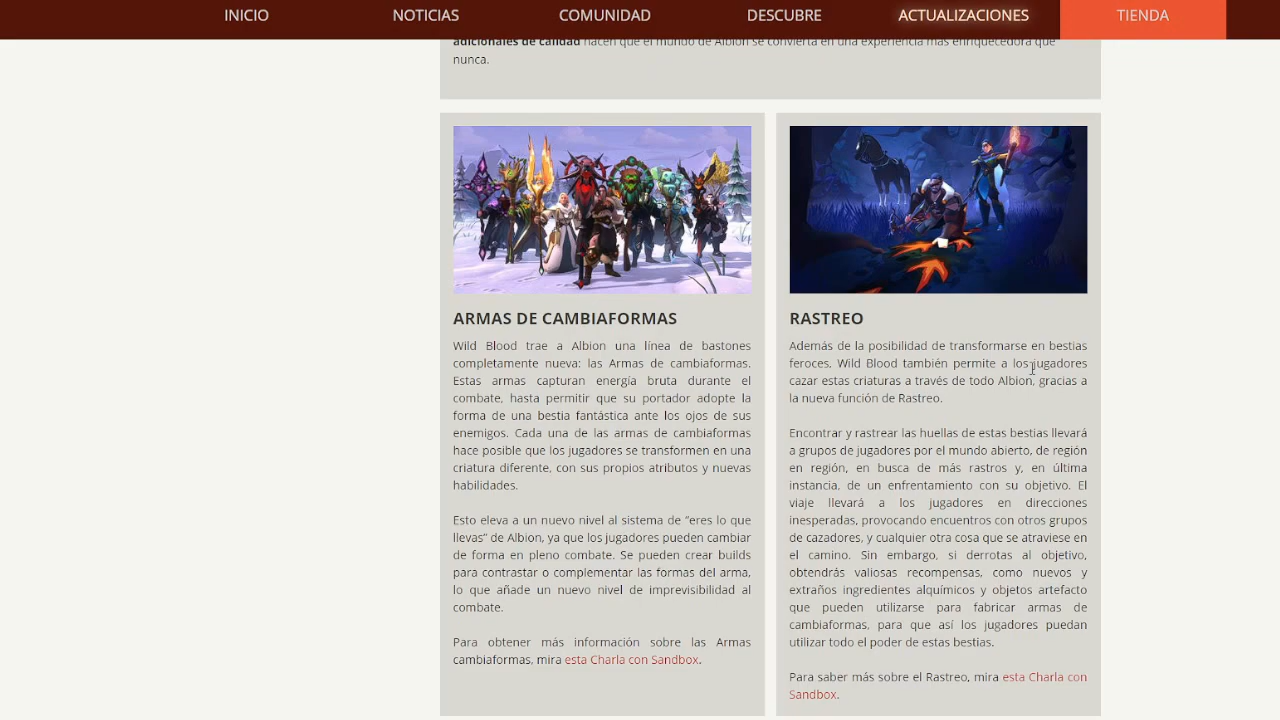 INICIO
NOTICIAS
COMUNIDAD
DESCUBRE
ACTUALIZACIONES
TIENDA
adicionales de calidad hacen que el mundo de Albion se convierta en una experiencia más enriquecedora que
nunca.
ARMAS DE CAMBIAFORMAS
Wild Blood trae a Albion una línea de bastones
completamente nueva: las Armas de cambiaformas.
Estas armas capturan energía bruta durante el
combate, hasta permitir que su portador adopte la
forma de una bestia fantástica ante los ojos de sus
enemigos. Cada una de las armas de cambiaformas
hace posible que los jugadores se transformen en una
criatura diferente, con sus propios atributos y nuevas
habilidades.
Esto eleva a un nuevo nivel al sistema de “eres lo que
llevas” de Albion, ya que los jugadores pueden cambiar
de forma en pleno combate. Se pueden crear builds
para contrastar o complementar las formas del arma,
lo que añade un nuevo nivel de imprevisibilidad al
combate.
Para obtener más información sobre las Armas
cambiaformas, mira esta Charla con Sandbox.
RASTREO
Además de la posibilidad de transformarse en bestias
feroces, Wild Blood también permite a los jugadores
cazar estas criaturas a través de todo Albion, gracias a
la nueva función de Rastreo.
Encontrar y rastrear las huellas de estas bestias llevará
a grupos de jugadores por el mundo abierto, de región
en región, en busca de más rastros y, en última
instancia, de un enfrentamiento con su objetivo. El
viaje llevará a los jugadores en direcciones
inesperadas, provocando encuentros con otros grupos
de cazadores, y cualquier otra cosa que se atraviese en
el camino. Sin embargo, si derrotas al objetivo,
obtendrás valiosas recompensas, como nuevos y
extraños ingredientes alquímicos y objetos artefacto
que pueden utilizarse para fabricar armas de
cambiaformas, para que así los jugadores puedan
utilizar todo el poder de estas bestias.
Para saber más sobre el Rastreo, mira esta Charla con
Sandbox.